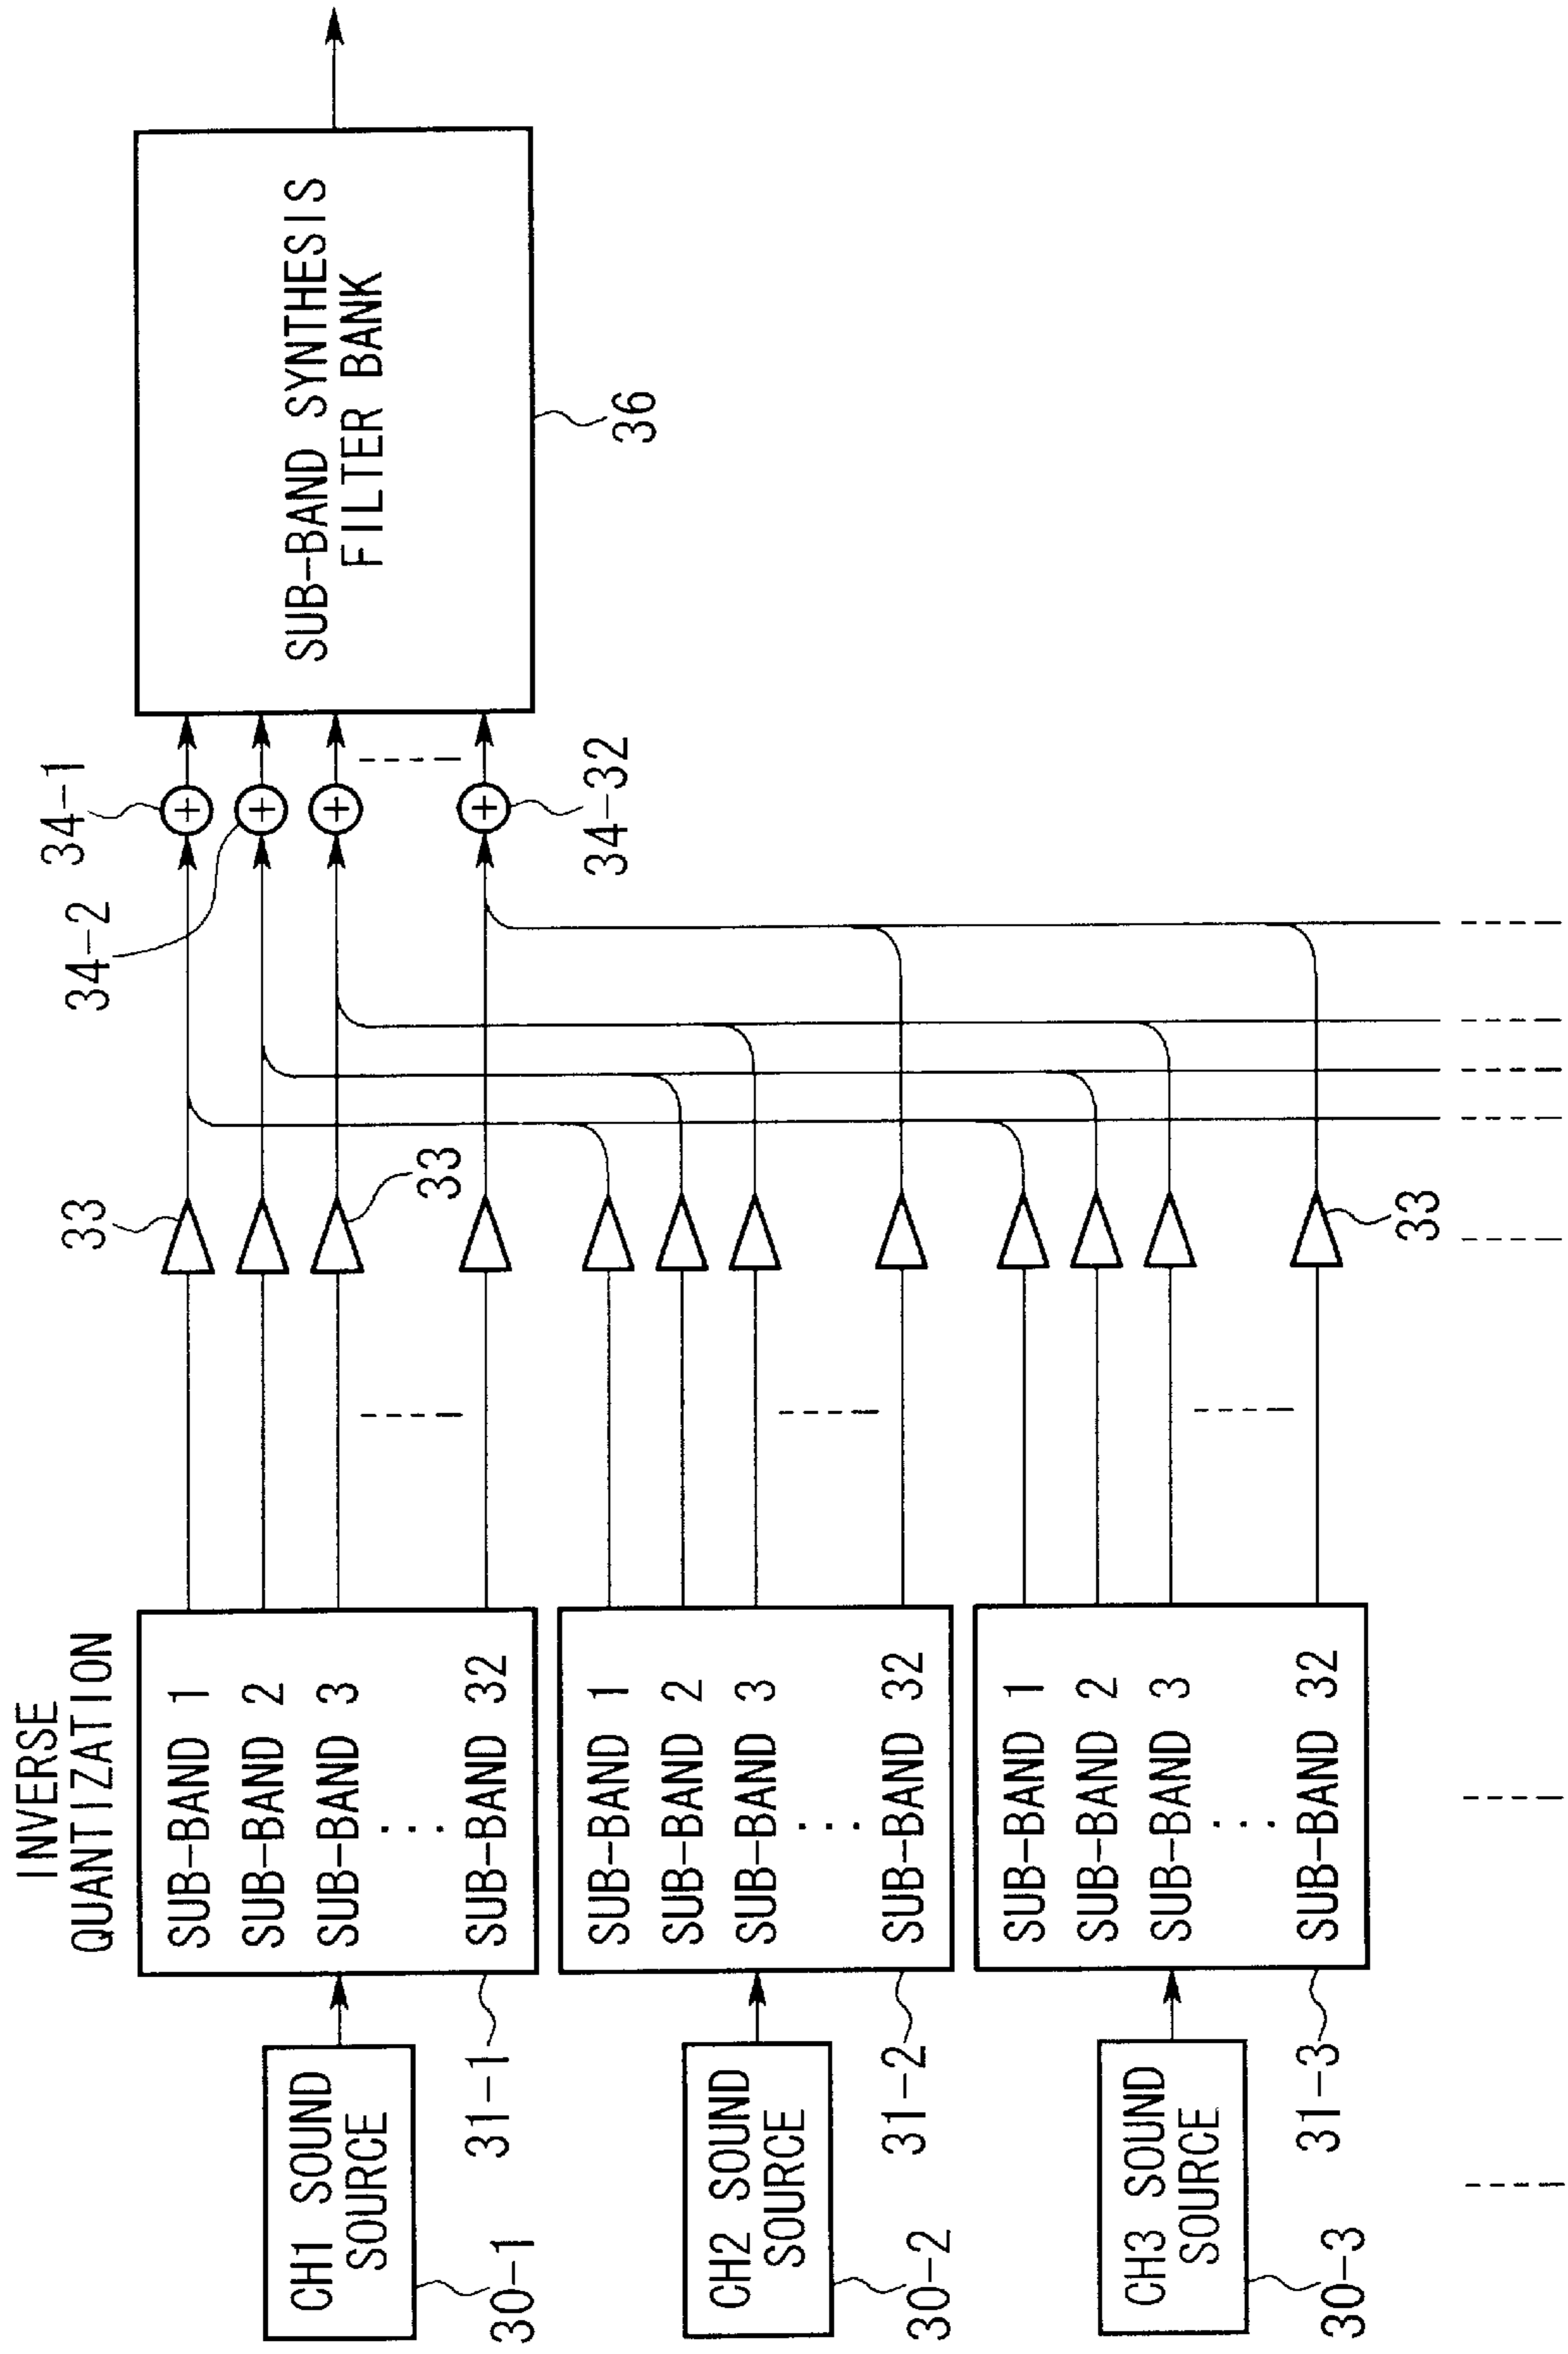 INVERSE
QUANTIZATION
CH1 SOUND
SOURCE
30-1
SUB-BAND 1
SUB-BAND 2
SUB-BAND 3
...
SUB-BAND 32
31-1
33
33
34-1
34-2
34-32
SUB-BAND SYNTHESIS
FILTER BANK
36
CH2 SOUND
SOURCE
30-2
SUB-BAND 1
SUB-BAND 2
SUB-BAND 3
...
SUB-BAND 32
31-2
CH3 SOUND
SOURCE
30-3
SUB-BAND 1
SUB-BAND 2
SUB-BAND 3
...
SUB-BAND 32
31-3
33